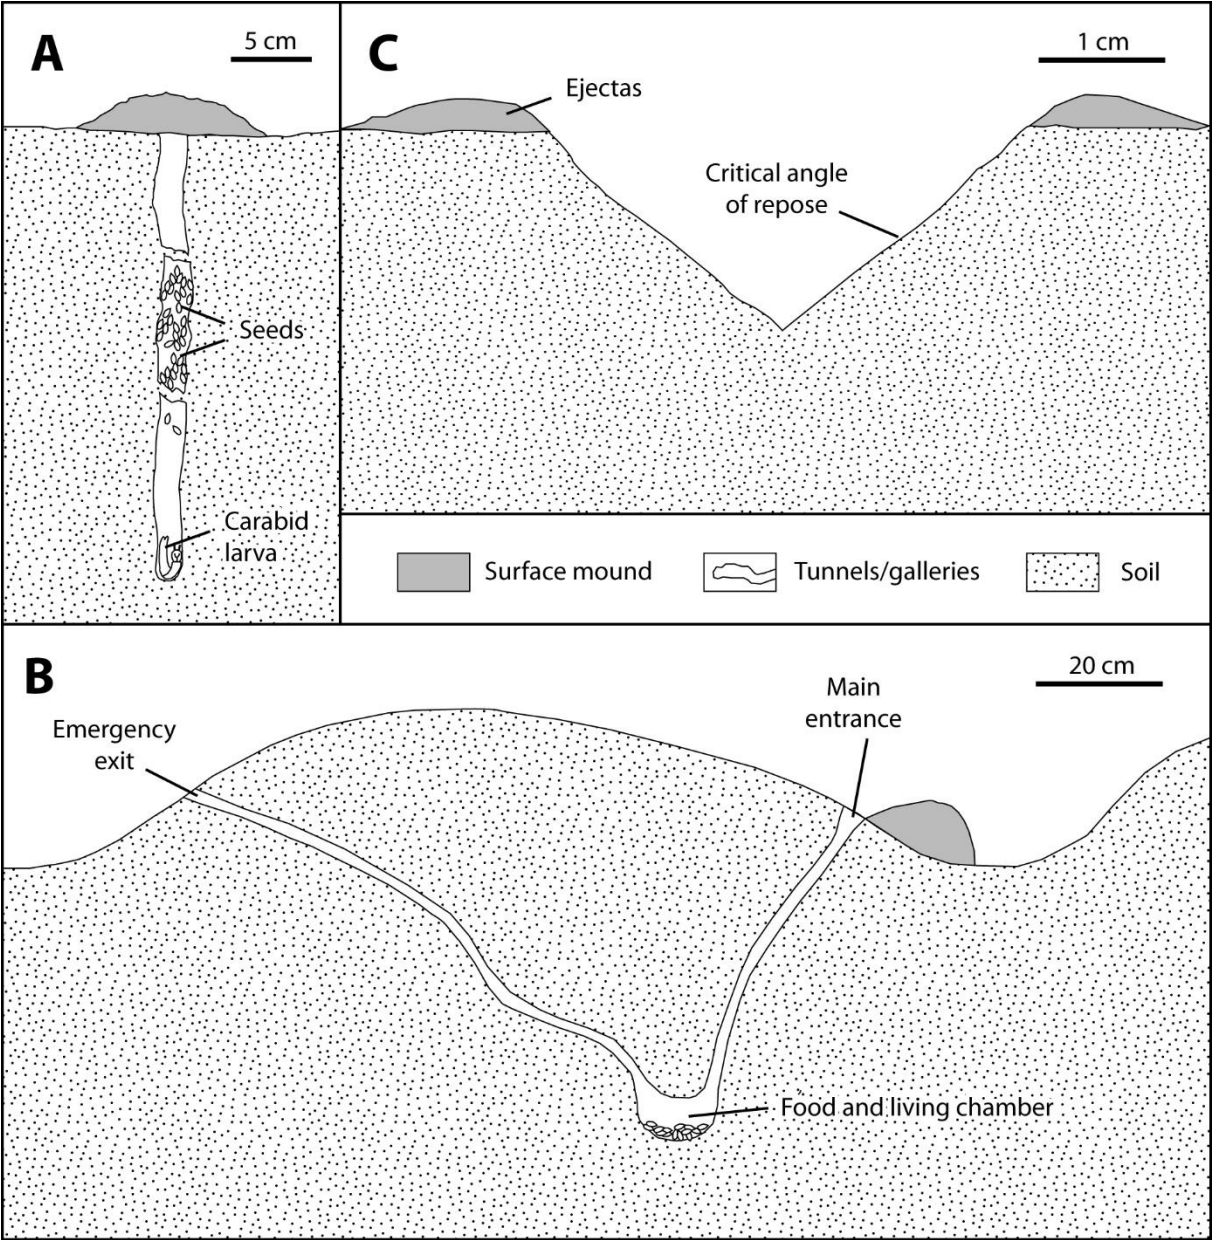 A
5 cm
Seeds
Carabid
larva
C
1 cm
Ejectas
Critical angle
of repose
Surface mound
Tunnels/galleries
Soil
B
20 cm
Emergency
exit
Main
entrance
Food and living chamber